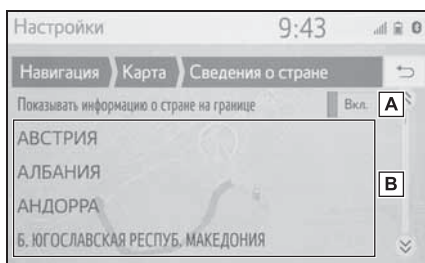 Настройки 9:43
Навигация Карта Сведения о стране
Показывать информацию о стране на границе Вкл. A
АВСТРИЯ
АЛБАНИЯ
B
АНДОРРА
Б. ЮГОСЛАВСКАЯ РЕСПУБ. МАКЕДОНИЯ